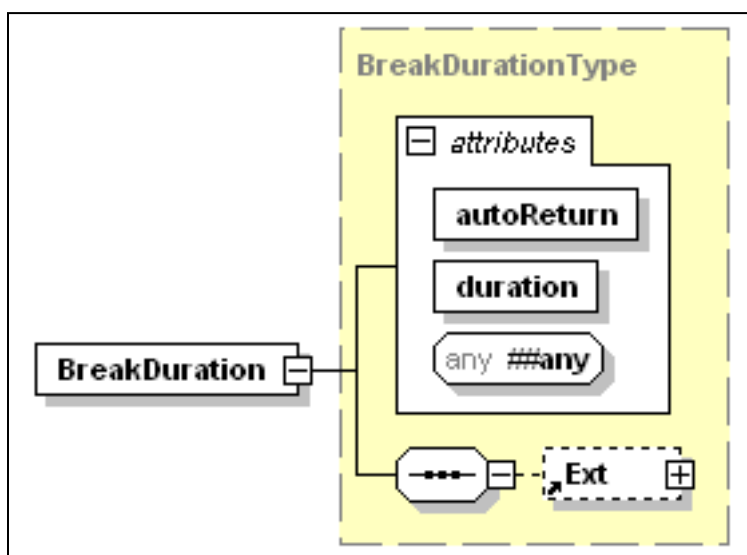 BreakDurationType
attributes
autoReturn
duration
any ##any
BreakDuration
Ext